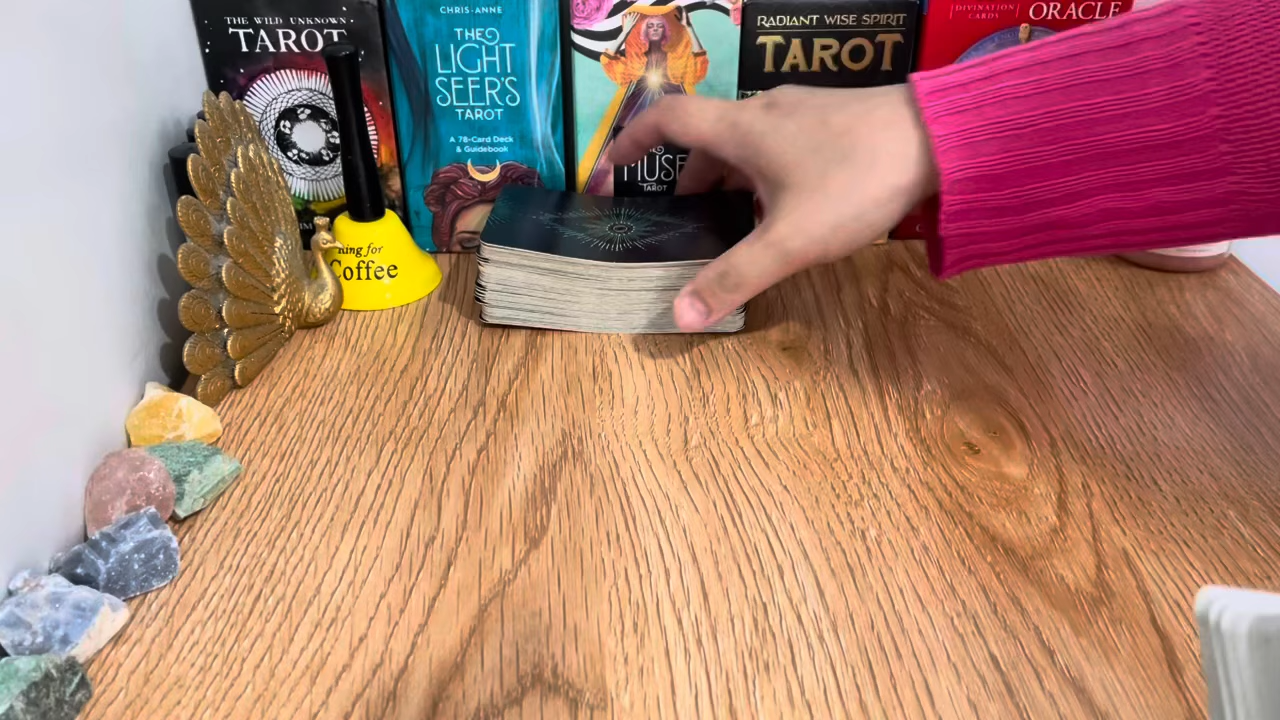 THE WILD UNKNOWN
TAROT
CHRIS-ANNE
THE
LIGHT
SEER'S
TAROT
A 78-Card Deck
& Guidebook
MUSE
TAROT
RADIANT WISE SPIRIT
TAROT
DIVINATION
CARDS
ORACLE
for
Coffee